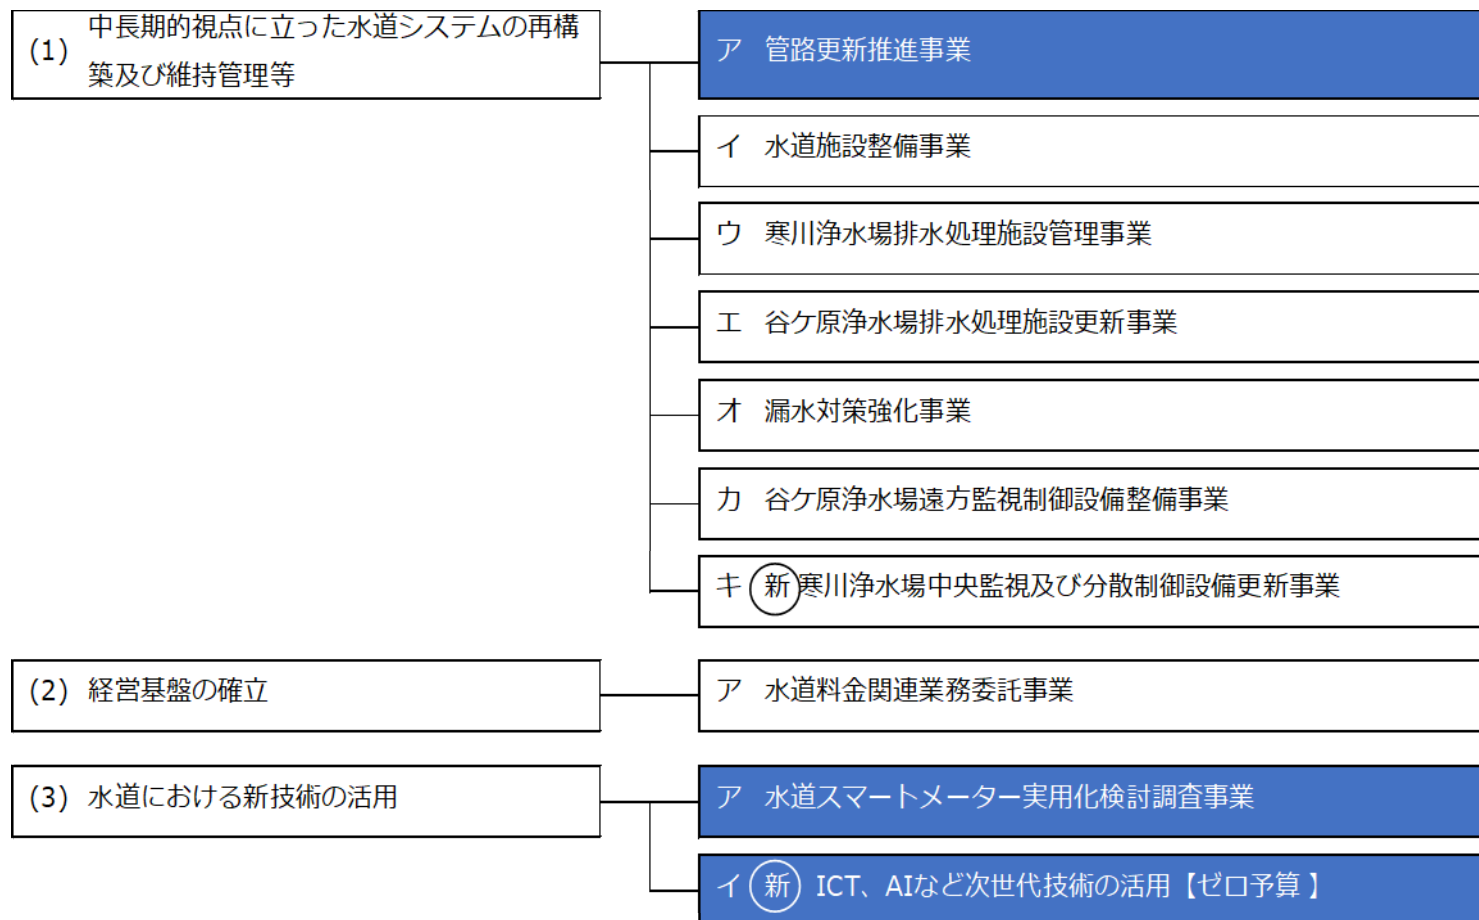 (1) 中長期的視点に立った水道システムの再構
築及び維持管理等
ア 管路更新推進事業
イ 水道施設整備事業
ウ 寒川浄水場排水処理施設管理事業
エ 谷ケ原浄水場排水処理施設更新事業
オ 漏水対策強化事業
カ 谷ケ原浄水場遠方監視制御設備整備事業
キ 新 寒川浄水場中央監視及び分散制御設備更新事業
(2) 経営基盤の確立
ア 水道料金関連業務委託事業
(3) 水道における新技術の活用
ア 水道スマートメーター実用化検討調査事業
イ 新 ICT、AIなど次世代技術の活用【ゼロ予算】